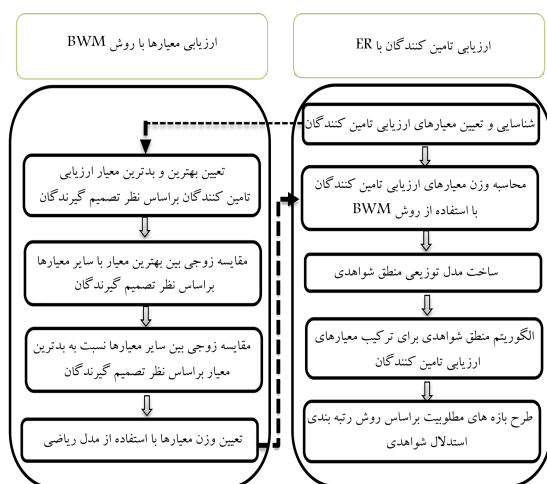 ارزیابی تامین کنندگان با ER
شناسایی و تعیین معیارهای ارزیابی تامین کنندگان
محاسبه وزن معیارهای ارزیابی تامین کنندگان
با استفاده از روش BWM
ساخت مدل توزیعی منطق شواهدی
الگوریتم منطق شواهدی برای ترکیب معیارهای
ارزیابی تامین کنندگان
طرح بازه های مطلوبیت براساس روش رتبه بندی
استدلال شواهدی
ارزیابی معیارها با روش BWM
تعیین بهترین و بدترین معیار ارزیابی
تامین کنندگان براساس نظر تصمیم گیرندگان
مقایسه زوجی بین بهترین معیار با سایر معیارها
براساس نظر تصمیم گیرندگان
مقایسه زوجی بین سایر معیارها نسبت به بدترین
معیار براساس نظر تصمیم گیرندگان
تعیین وزن معیارها با استفاده از مدل ریاضی